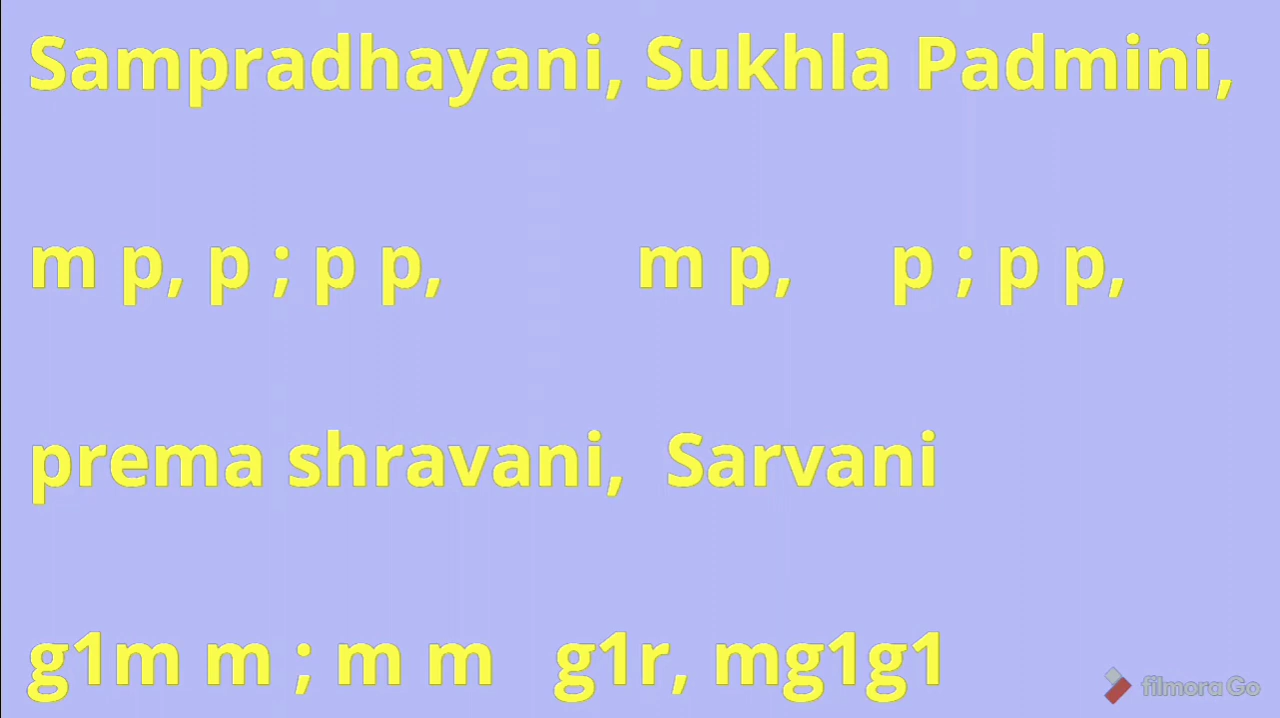 Sampradhayani, Sukhla Padmini,
m p, p ; p p, m p, p ; p p,
prema shravani, Sarvani
g1m m ; m m g1r, mg1g1
filmora Go